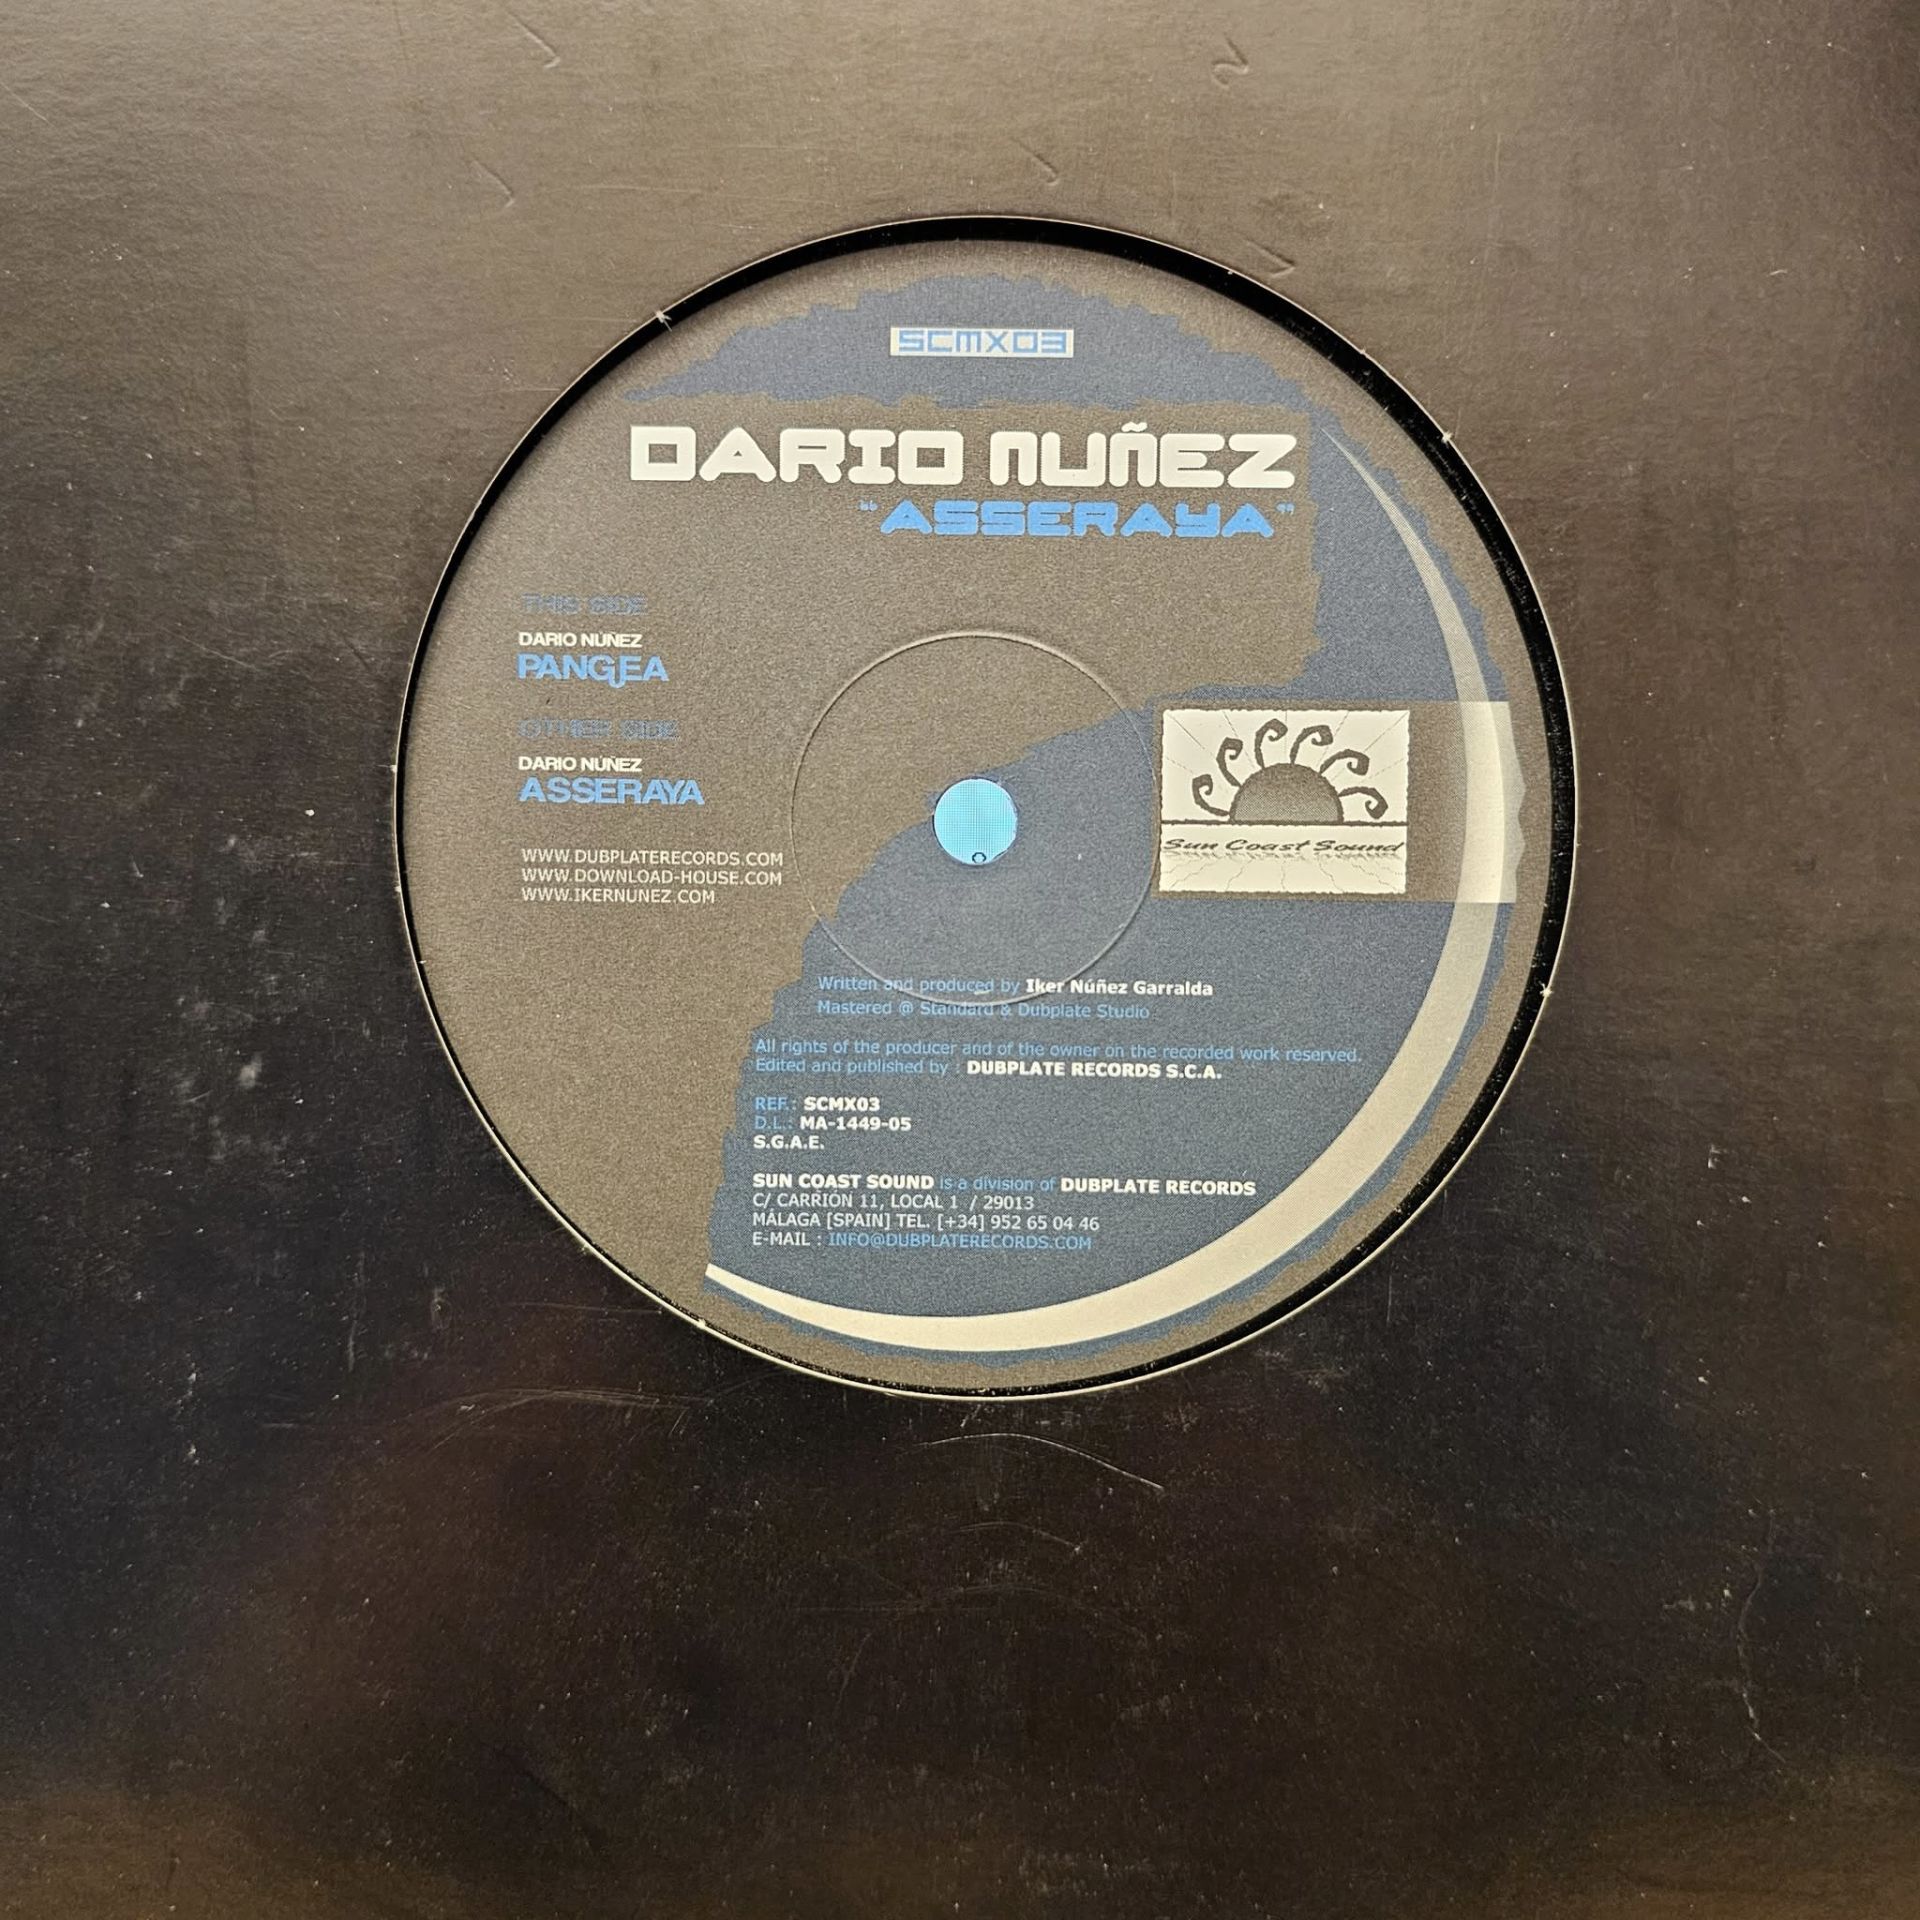 SCMX03
DARIO NUÑEZ
"ASSERAYA"
THIS SIDE
DARIO NÚÑEZ
PANGEA
OTHER SIDE
DARIO NÚÑEZ
ASSERAYA
WWW.DUBPLATERECORDS.COM
WWW.DOWNLOAD-HOUSE.COM
WWW.IKERNUNEZ.COM
Sun Coast Sound
Written and produced by Iker Núñez Garralda
Mastered @ Standard & Dubplate Studio
All rights of the producer and of the owner on the recorded work reserved.
Edited and published by : DUBPLATE RECORDS S.C.A.
REF.: SCMX03
D.L.: MA-1449-05
S.G.A.E.
SUN COAST SOUND is a division of DUBPLATE RECORDS
C/ CARRIÓN 11, LOCAL 1 / 29013
MÁLAGA [SPAIN] TEL. [+34] 952 65 04 46
E-MAIL : INFO@DUBPLATERECORDS.COM